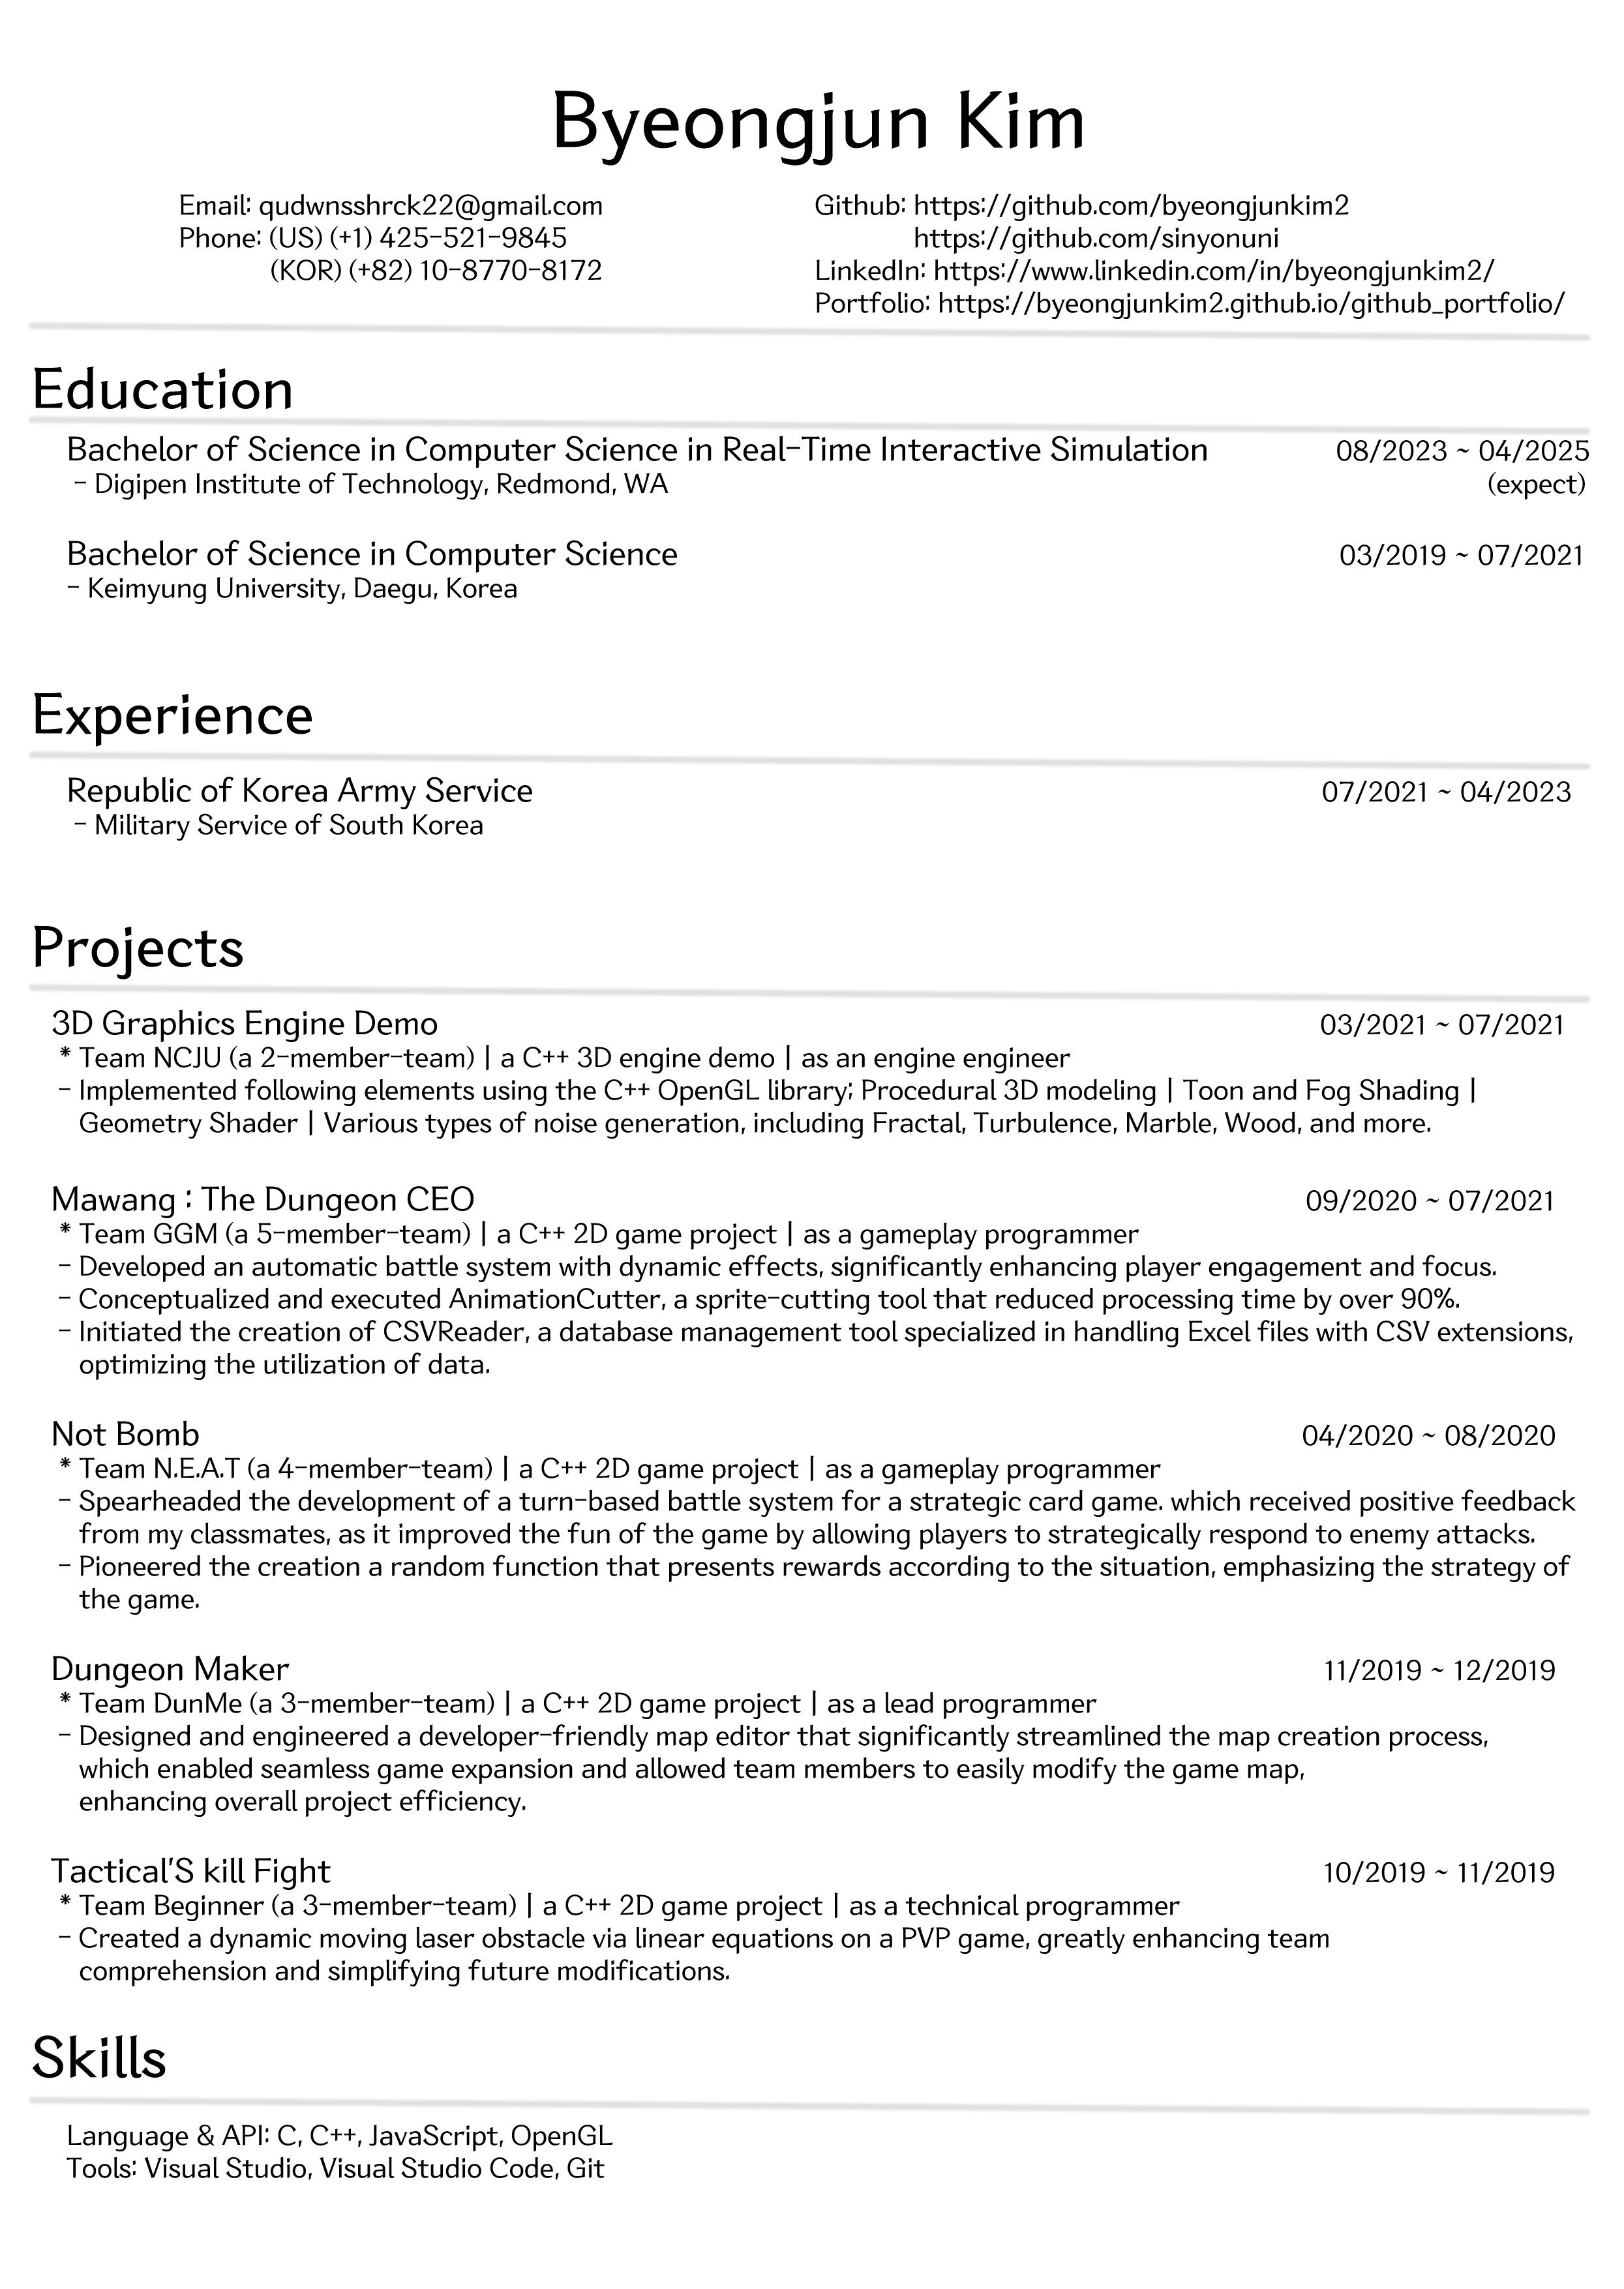 Byeongjun Kim
Email: qudwnsshrck22@gmail.com
Phone: (US) (+1) 425-521-9845
(KOR) (+82) 10-8770-8172
Github: https://github.com/byeongjunkim2
https://github.com/sinyonuni
LinkedIn: https://www.linkedin.com/in/byeongjunkim2/
Portfolio: https://byeongjunkim2.github.io/github_portfolio/
Education
Bachelor of Science in Computer Science in Real-Time Interactive Simulation 08/2023 ~ 04/2025
- Digipen Institute of Technology, Redmond, WA (expect)
Bachelor of Science in Computer Science 03/2019 ~ 07/2021
- Keimyung University, Daegu, Korea
Experience
Republic of Korea Army Service 07/2021 ~ 04/2023
- Military Service of South Korea
Projects
3D Graphics Engine Demo 03/2021 ~ 07/2021
* Team NCJU (a 2-member-team) | a C++ 3D engine demo | as an engine engineer
- Implemented following elements using the C++ OpenGL library; Procedural 3D modeling | Toon and Fog Shading |
Geometry Shader | Various types of noise generation, including Fractal, Turbulence, Marble, Wood, and more.
Mawang : The Dungeon CEO 09/2020 ~ 07/2021
* Team GGM (a 5-member-team) | a C++ 2D game project | as a gameplay programmer
- Developed an automatic battle system with dynamic effects, significantly enhancing player engagement and focus.
- Conceptualized and executed AnimationCutter, a sprite-cutting tool that reduced processing time by over 90%.
- Initiated the creation of CSVReader, a database management tool specialized in handling Excel files with CSV extensions,
optimizing the utilization of data.
Not Bomb 04/2020 ~ 08/2020
* Team N.E.A.T (a 4-member-team) | a C++ 2D game project | as a gameplay programmer
- Spearheaded the development of a turn-based battle system for a strategic card game. which received positive feedback
from my classmates, as it improved the fun of the game by allowing players to strategically respond to enemy attacks.
- Pioneered the creation a random function that presents rewards according to the situation, emphasizing the strategy of
the game.
Dungeon Maker 11/2019 ~ 12/2019
* Team DunMe (a 3-member-team) | a C++ 2D game project | as a lead programmer
- Designed and engineered a developer-friendly map editor that significantly streamlined the map creation process,
which enabled seamless game expansion and allowed team members to easily modify the game map,
enhancing overall project efficiency.
Tactical'S kill Fight 10/2019 ~ 11/2019
* Team Beginner (a 3-member-team) | a C++ 2D game project | as a technical programmer
- Created a dynamic moving laser obstacle via linear equations on a PVP game, greatly enhancing team
comprehension and simplifying future modifications.
Skills
Language & API: C, C++, JavaScript, OpenGL
Tools: Visual Studio, Visual Studio Code, Git